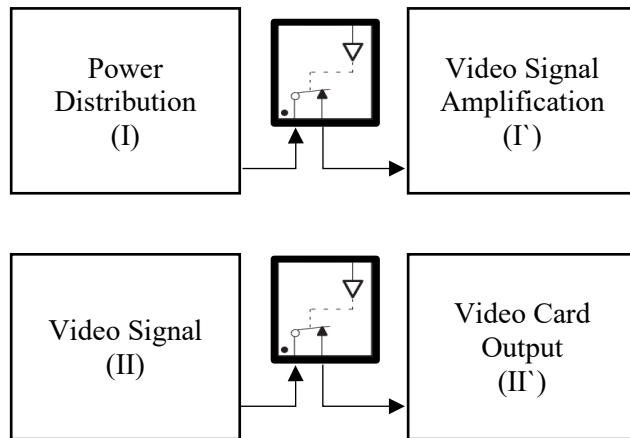 Power
Distribution
(I)
Video Signal
Amplification
(I`)
Video Signal
(II)
Video Card
Output
(II`)